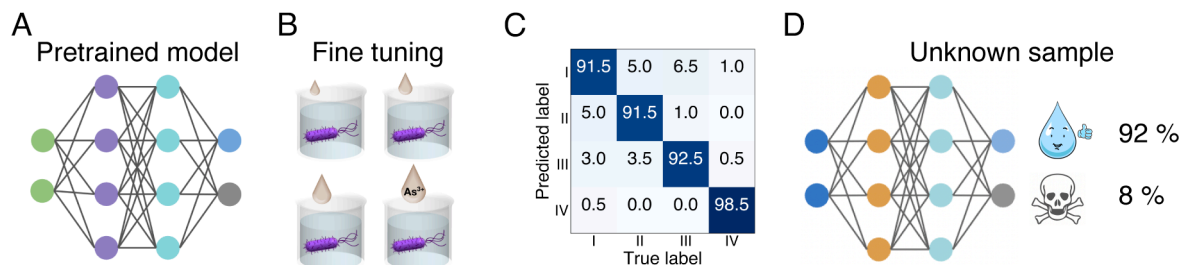 A
Pretrained model
B
Fine tuning
As³⁺
C
Predicted label
I
91.5 5.0 6.5 1.0
II
5.0 91.5 1.0 0.0
III
3.0 3.5 92.5 0.5
IV
0.5 0.0 0.0 98.5
I II III IV
True label
D
Unknown sample
92 %
8 %